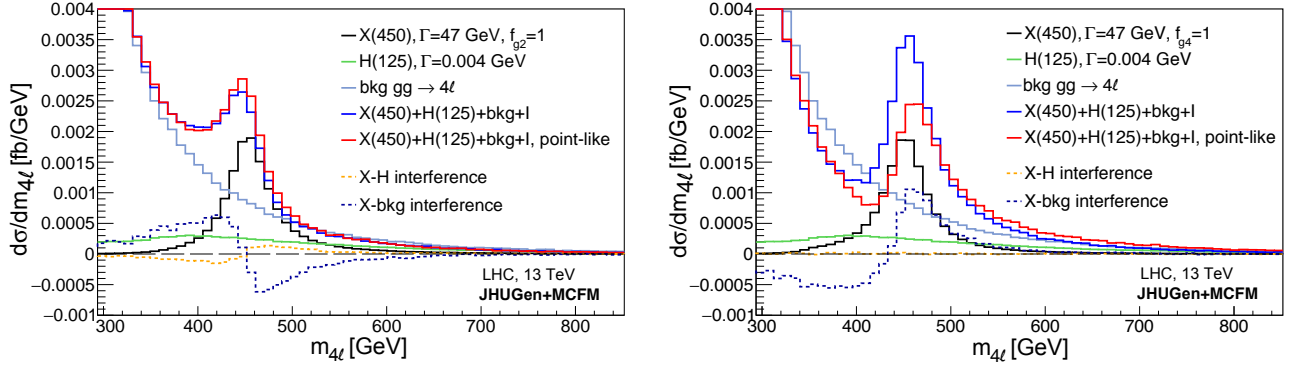 dσ/dm4ℓ [fb/GeV]
0.004
0.0035
0.003
0.0025
0.002
0.0015
0.001
0.0005
0
−0.0005
−0.001
X(450), Γ=47 GeV, fg2=1
H(125), Γ=0.004 GeV
bkg gg → 4ℓ
X(450)+H(125)+bkg+I
X(450)+H(125)+bkg+I, point-like
X-H interference
X-bkg interference
LHC, 13 TeV
JHUGen+MCFM
300 400 500 600 700 800
m4ℓ [GeV]
dσ/dm4ℓ [fb/GeV]
0.004
0.0035
0.003
0.0025
0.002
0.0015
0.001
0.0005
0
−0.0005
−0.001
X(450), Γ=47 GeV, fg4=1
H(125), Γ=0.004 GeV
bkg gg → 4ℓ
X(450)+H(125)+bkg+I
X(450)+H(125)+bkg+I, point-like
X-H interference
X-bkg interference
LHC, 13 TeV
JHUGen+MCFM
300 400 500 600 700 800
m4ℓ [GeV]